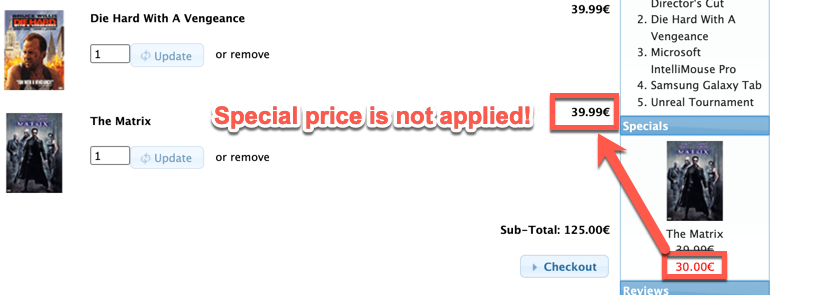 Die Hard With A Vengeance
39.99€
1
Update
or remove
The Matrix
Special price is not applied!
39.99€
1
Update
or remove
Sub-Total: 125.00€
Checkout
Director's Cut
2. Die Hard With A
Vengeance
3. Microsoft
IntelliMouse Pro
4. Samsung Galaxy Tab
5. Unreal Tournament
Specials
MATRIX
The Matrix
39.99€
30.00€
Reviews